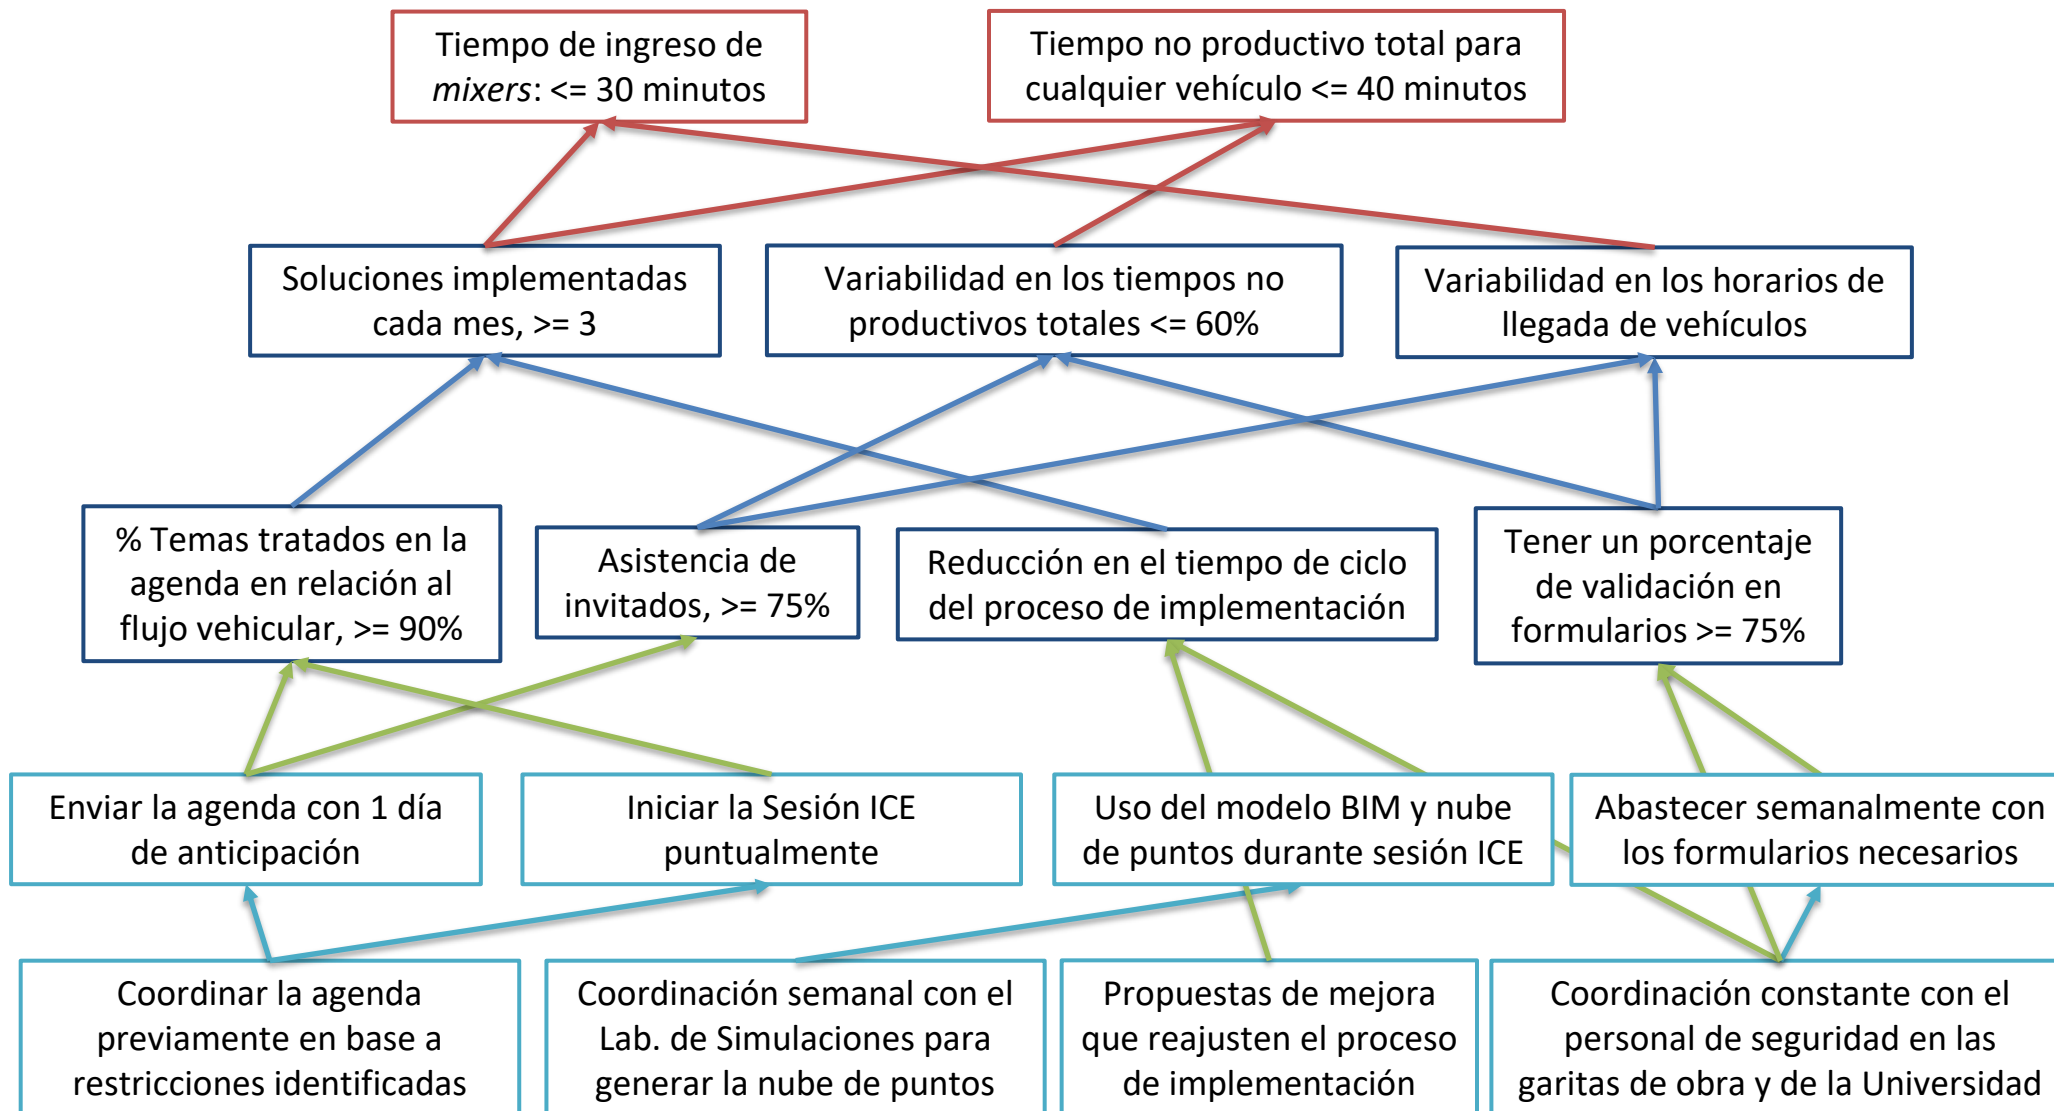 Tiempo de ingreso de
mixers: <= 30 minutos
Tiempo no productivo total para
cualquier vehículo <= 40 minutos
Soluciones implementadas
cada mes, >= 3
Variabilidad en los tiempos no
productivos totales <= 60%
Variabilidad en los horarios de
llegada de vehículos
% Temas tratados en la
agenda en relación al
flujo vehicular, >= 90%
Asistencia de
invitados, >= 75%
Reducción en el tiempo de ciclo
del proceso de implementación
Tener un porcentaje
de validación en
formularios >= 75%
Enviar la agenda con 1 día
de anticipación
Iniciar la Sesión ICE
puntualmente
Uso del modelo BIM y nube
de puntos durante sesión ICE
Abastecer semanalmente con
los formularios necesarios
Coordinar la agenda
previamente en base a
restricciones identificadas
Coordinación semanal con el
Lab. de Simulaciones para
generar la nube de puntos
Propuestas de mejora
que reajusten el proceso
de implementación
Coordinación constante con el
personal de seguridad en las
garitas de obra y de la Universidad